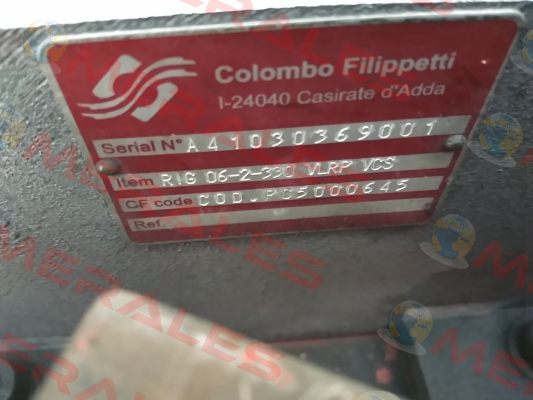 Colombo Filippetti
I-24040 Casirate d'Adda
Serial N° A41030369001
Item RIG 06-2-330 VLRP VCS
CF code COD.PC5000645
Ref.
MERALES